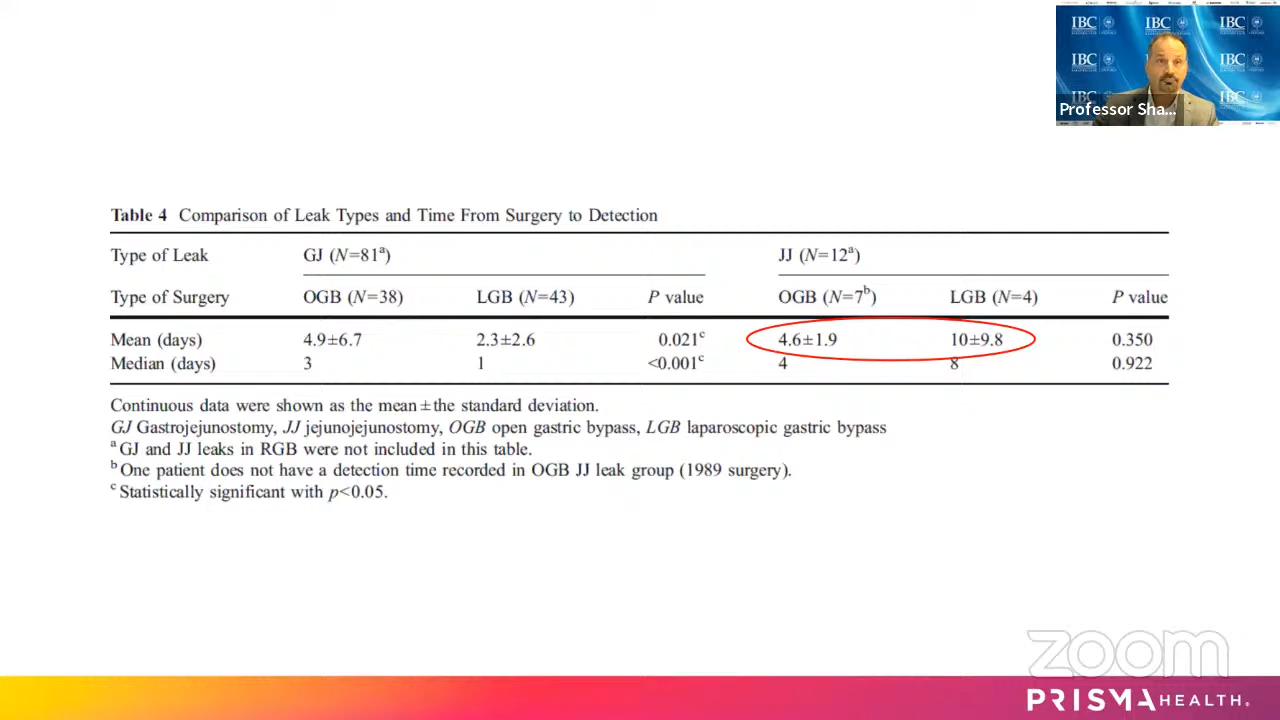 IBC IBC IBC
IBC IBC
IBC IBC
Professor Sha...
Table 4 Comparison of Leak Types and Time From Surgery to Detection
Type of Leak GJ (N=81a) JJ (N=12a)
Type of Surgery OGB (N=38) LGB (N=43) P value OGB (N=7b) LGB (N=4) P value
Mean (days) 4.9±6.7 2.3±2.6 0.021c 4.6±1.9 10±9.8 0.350
Median (days) 3 1 <0.001c 4 8 0.922
Continuous data were shown as the mean±the standard deviation.
GJ Gastrojejunostomy, JJ jejunojejunostomy, OGB open gastric bypass, LGB laparoscopic gastric bypass
a GJ and JJ leaks in RGB were not included in this table.
b One patient does not have a detection time recorded in OGB JJ leak group (1989 surgery).
c Statistically significant with p<0.05.
zoom
PRISMA HEALTH.